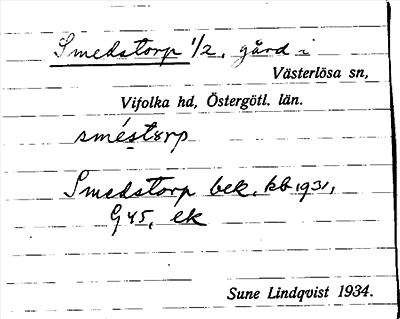 Smedstorp 1/2, gård i
Västerlösa sn,
Vifolka hd, Östergötl. län.
sméstorp
Smedstorp bek. kb 1931,
G 45, ek
Sune Lindqvist 1934.